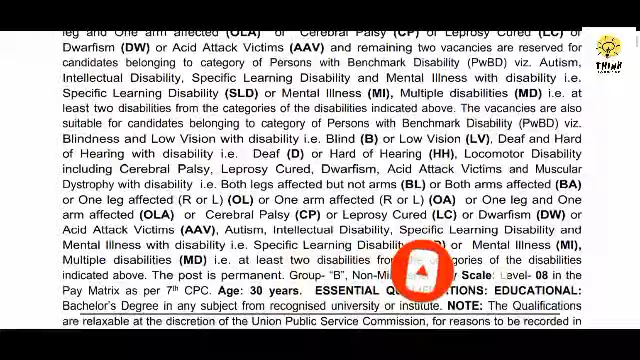 leg and One arm affected (OLA) or Cerebral Palsy (CP) or Leprosy Cured (LC) or
Dwarfism (DW) or Acid Attack Victims (AAV) and remaining two vacancies are reserved for
candidates belonging to category of Persons with Benchmark Disability (PwBD) viz. Autism,
Intellectual Disability, Specific Learning Disability and Mental Illness with disability i.e.
Specific Learning Disability (SLD) or Mental Illness (MI), Multiple disabilities (MD) i.e. at
least two disabilities from the categories of the disabilities indicated above. The vacancies are also
suitable for candidates belonging to category of Persons with Benchmark Disability (PwBD) viz.
Blindness and Low Vision with disability i.e. Blind (B) or Low Vision (LV), Deaf and Hard
of Hearing with disability i.e. Deaf (D) or Hard of Hearing (HH), Locomotor Disability
including Cerebral Palsy, Leprosy Cured, Dwarfism, Acid Attack Victims and Muscular
Dystrophy with disability i.e. Both legs affected but not arms (BL) or Both arms affected (BA)
or One leg affected (R or L) (OL) or One arm affected (R or L) (OA) or One leg and One
arm affected (OLA) or Cerebral Palsy (CP) or Leprosy Cured (LC) or Dwarfism (DW) or
Acid Attack Victims (AAV), Autism, Intellectual Disability, Specific Learning Disability and
Mental Illness with disability i.e. Specific Learning Disability or Mental Illness (MI),
Multiple disabilities (MD) i.e. at least two disabilities from categories of the disabilities
indicated above. The post is permanent. Group- "B", Scale: Level- 08 in the
Pay Matrix as per 7th CPC. Age: 30 years. ESSENTIAL EDUCATIONAL:
Bachelor's Degree in any subject from recognised university or institute. NOTE: The Qualifications
are relaxable at the discretion of the Union Public Service Commission, for reasons to be recorded in
THINK